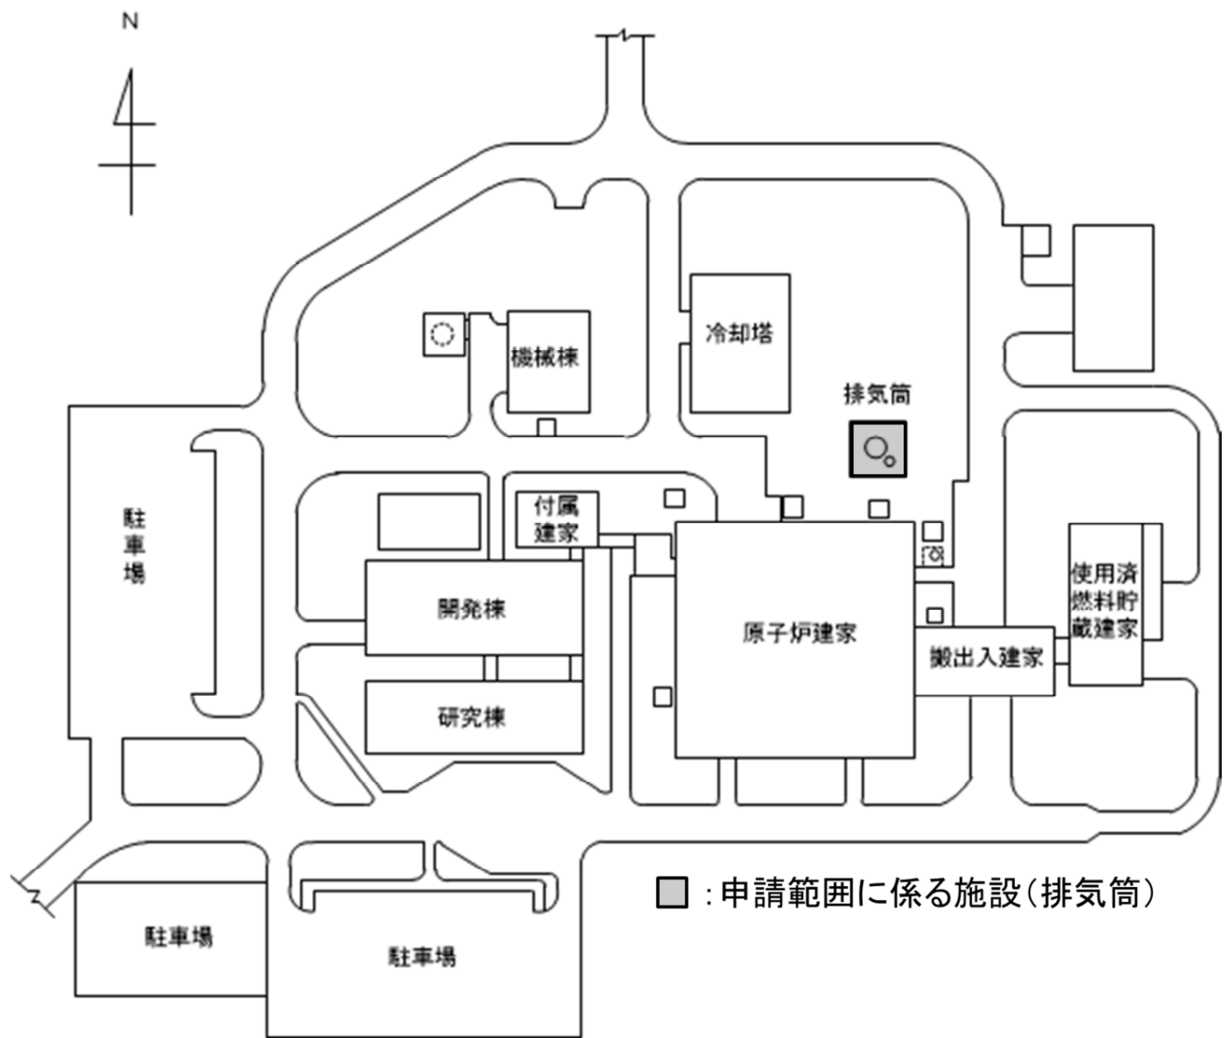 N
冷却塔
機械棟
排気筒
付属
建家
駐
車
場
使用済
燃料貯
蔵建家
開発棟
原子炉建家
搬出入建家
研究棟
:申請範囲に係る施設(排気筒)
駐車場
駐車場